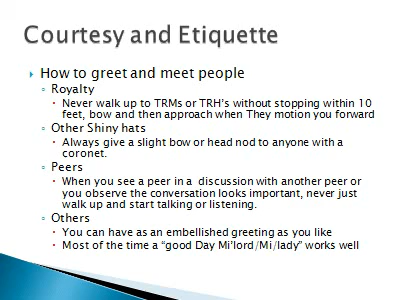 Courtesy and Etiquette
How to greet and meet people
Royalty
Never walk up to TRMs or TRH's without stopping within 10
feet, bow and then approach when They motion you forward
Other Shiny hats
Always give a slight bow or head nod to anyone with a
coronet.
Peers
When you see a peer in a discussion with another peer or
you observe the conversation looks important, never just
walk up and start talking or listening.
Others
You can have as an embellished greeting as you like
Most of the time a “good Day Mi'lord/Mi/lady” works well